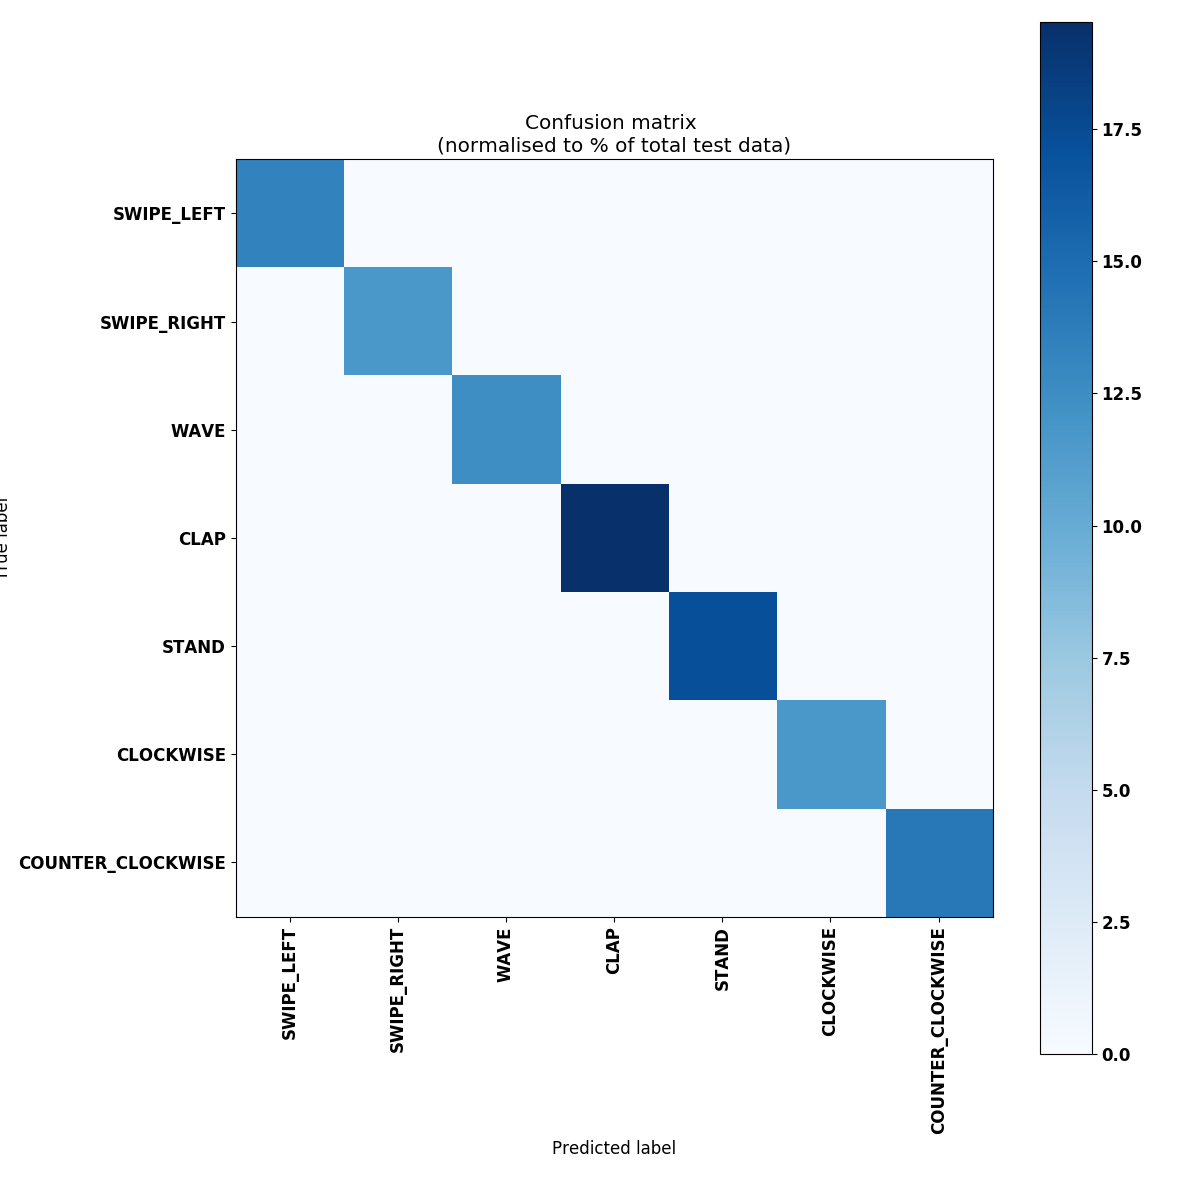 Confusion matrix
(normalised to % of total test data)
SWIPE_LEFT
SWIPE_RIGHT
WAVE
CLAP
STAND
CLOCKWISE
COUNTER_CLOCKWISE
True label
SWIPE_LEFT
SWIPE_RIGHT
WAVE
CLAP
STAND
CLOCKWISE
COUNTER_CLOCKWISE
Predicted label
17.5
15.0
12.5
10.0
7.5
5.0
2.5
0.0